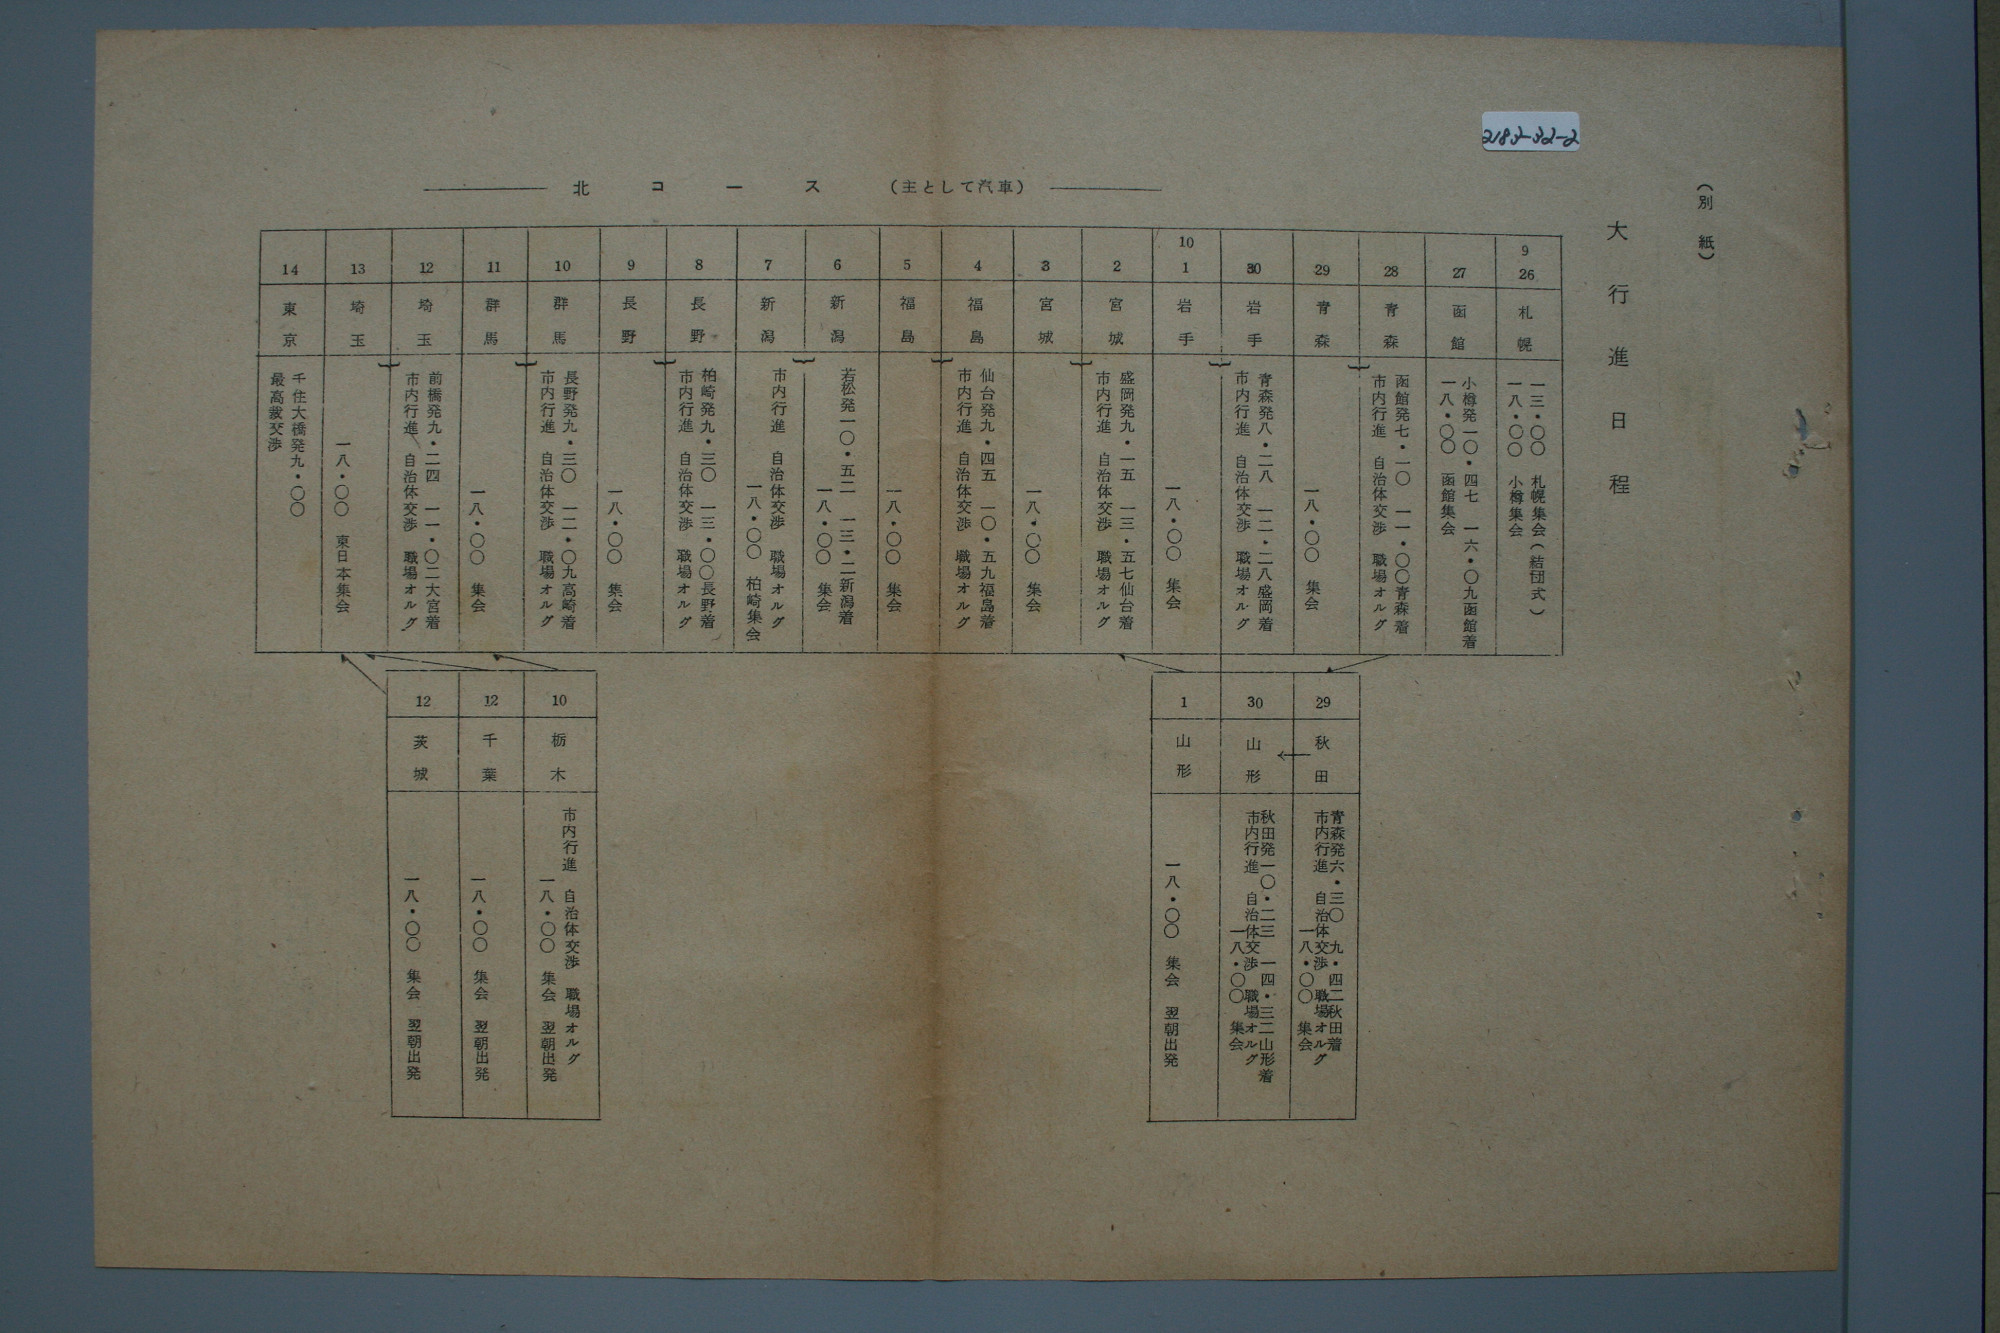 2183-32-2
（別　紙）
大行進日程
北コース（主として汽車）
9
26
札幌
一三・〇〇　札幌集会（結団式）
一八・〇〇　小樽集会
27
函館
小樽発一〇・四七　一六・〇九函館着
一八・〇〇　函館集会
28
青森
函館発七・一〇　一一・〇〇青森着
市内行進　自治体交渉　職場オルグ
29
青森
一八・〇〇　集会
30
岩手
青森発八・二八　一二・二八盛岡着
市内行進　自治体交渉　職場オルグ
10
1
岩手
一八・〇〇　集会
2
宮城
盛岡発九・一五　一三・五七仙台着
市内行進　自治体交渉　職場オルグ
3
宮城
一八・〇〇　集会
4
福島
仙台発九・四五　一〇・五九福島着
市内行進　自治体交渉　職場オルグ
5
福島
一八・〇〇　集会
6
新潟
若松発一〇・五二　一三・二新潟着
一八・〇〇　集会
7
新潟
市内行進　自治体交渉　職場オルグ
一八・〇〇　柏崎集会
8
長野
柏崎発九・三〇　一三・〇〇長野着
市内行進　自治体交渉　職場オルグ
9
長野
一八・〇〇　集会
10
群馬
長野発九・三〇　一二・〇九高崎着
市内行進　自治体交渉　職場オルグ
11
群馬
一八・〇〇　集会
12
埼玉
前橋発九・二四　一一・〇二大宮着
市内行進　自治体交渉　職場オルグ
13
埼玉
一八・〇〇　東日本集会
14
東京
千住大橋発九・〇〇
最高裁交渉
29
秋田
青森発六・三〇　九・四二秋田着
市内行進　自治体交渉　職場オルグ
一八・〇〇　集会
30
山形
秋田発一〇・二三　一四・三二山形着
市内行進　自治体交渉　職場オルグ
一八・〇〇　集会
1
山形
一八・〇〇　集会　翌朝出発
10
栃木
市内行進　自治体交渉　職場オルグ
一八・〇〇　集会　翌朝出発
12
千葉
一八・〇〇　集会　翌朝出発
12
茨城
一八・〇〇　集会　翌朝出発